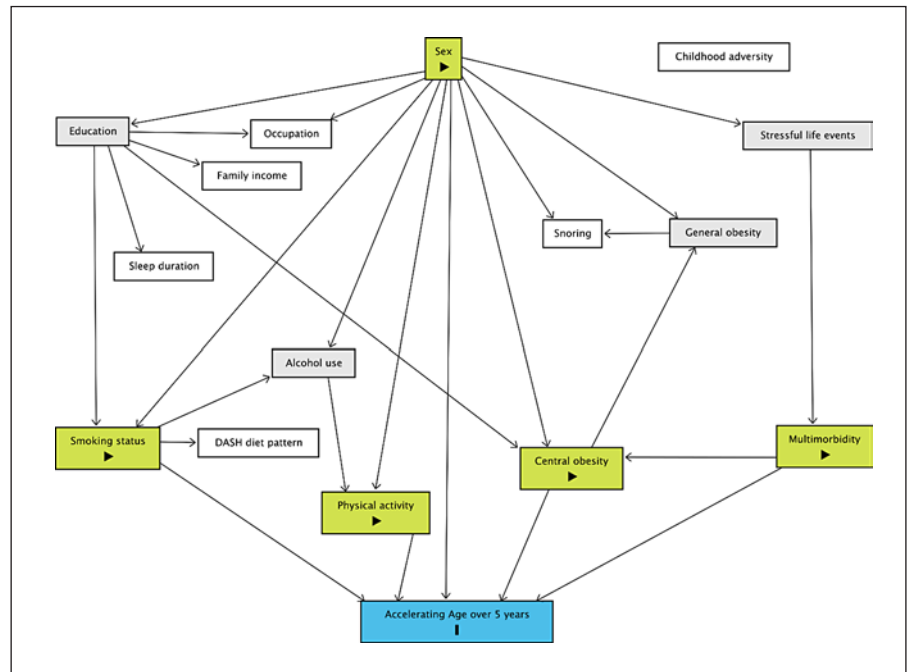 Sex
Childhood adversity
Education
Occupation
Stressful life events
Family income
Snoring
General obesity
Sleep duration
Alcohol use
Smoking status
DASH diet pattern
Central obesity
Multimorbidity
Physical activity
Accelerating Age over 5 years